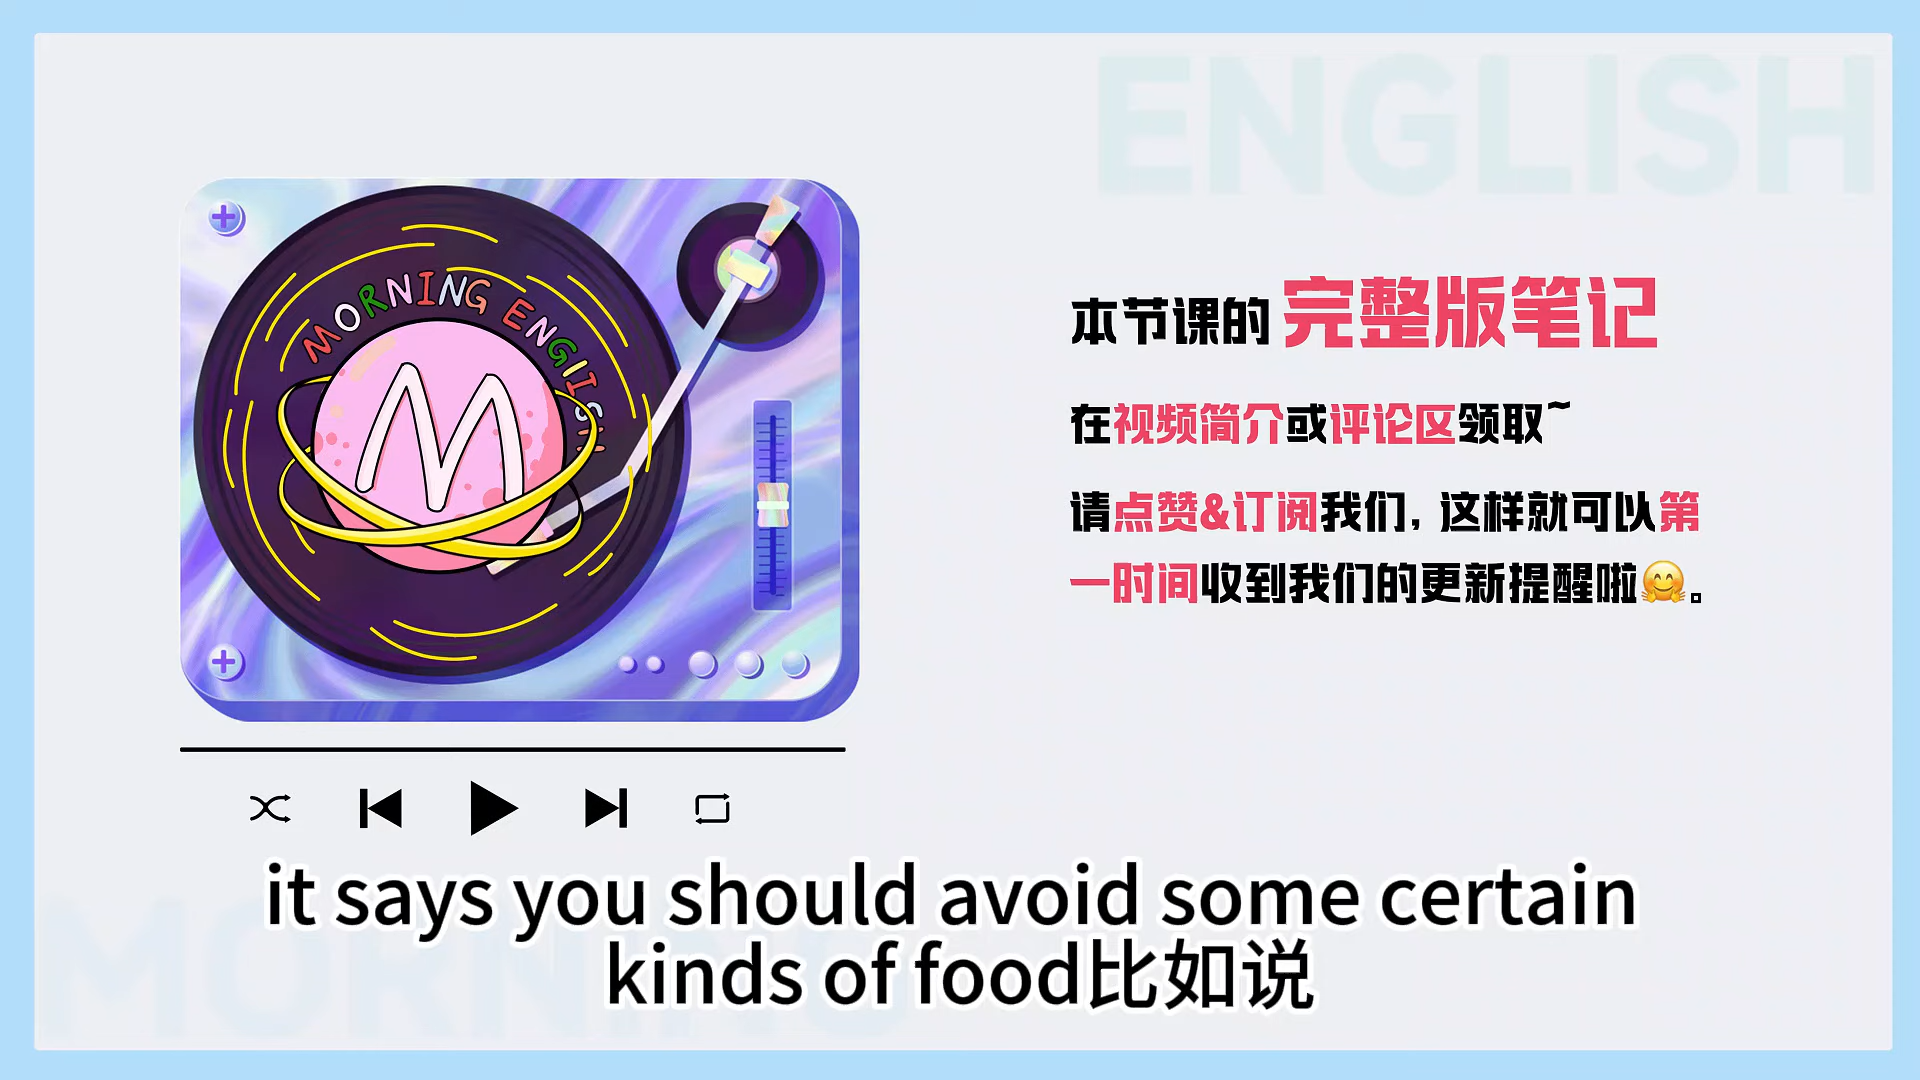 ENGLISH
MORNING ENGLISH
M
本节课的 完整版笔记
在视频简介或评论区领取~
请点赞&订阅我们，这样就可以第
一时间收到我们的更新提醒啦🤗。
it says you should avoid some certain
kinds of food比如说
MORNING